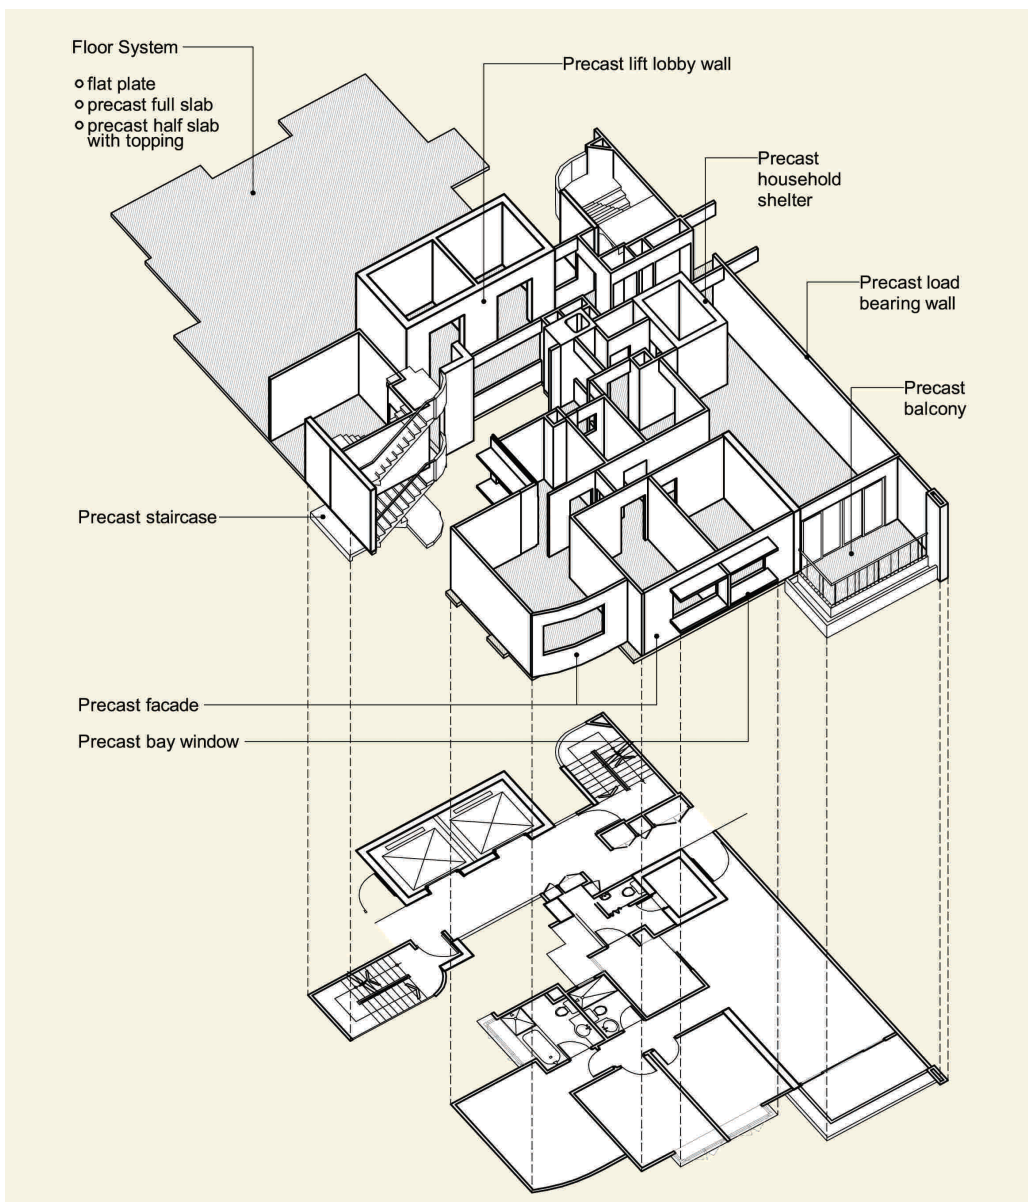 Floor System
flat plate
precast full slab
precast half slab
with topping
Precast lift lobby wall
Precast
household
shelter
Precast load
bearing wall
Precast
balcony
Precast staircase
Precast facade
Precast bay window